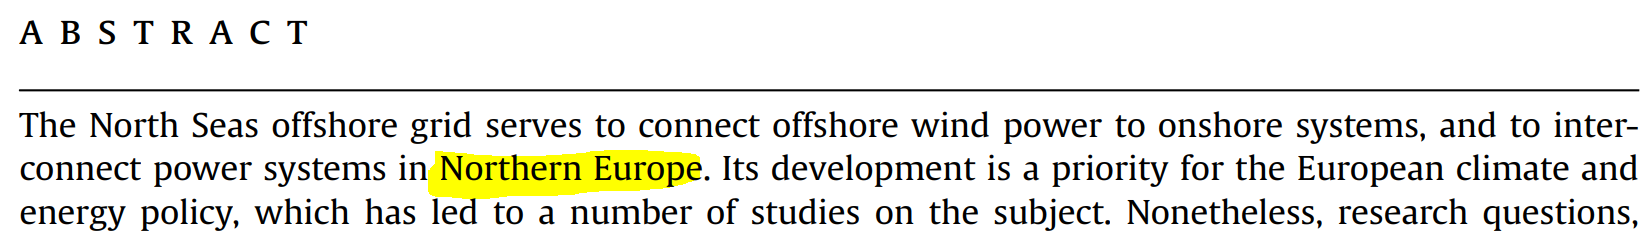 A B S T R A C T
The North Seas offshore grid serves to connect offshore wind power to onshore systems, and to inter-
connect power systems in Northern Europe. Its development is a priority for the European climate and
energy policy, which has led to a number of studies on the subject. Nonetheless, research questions,